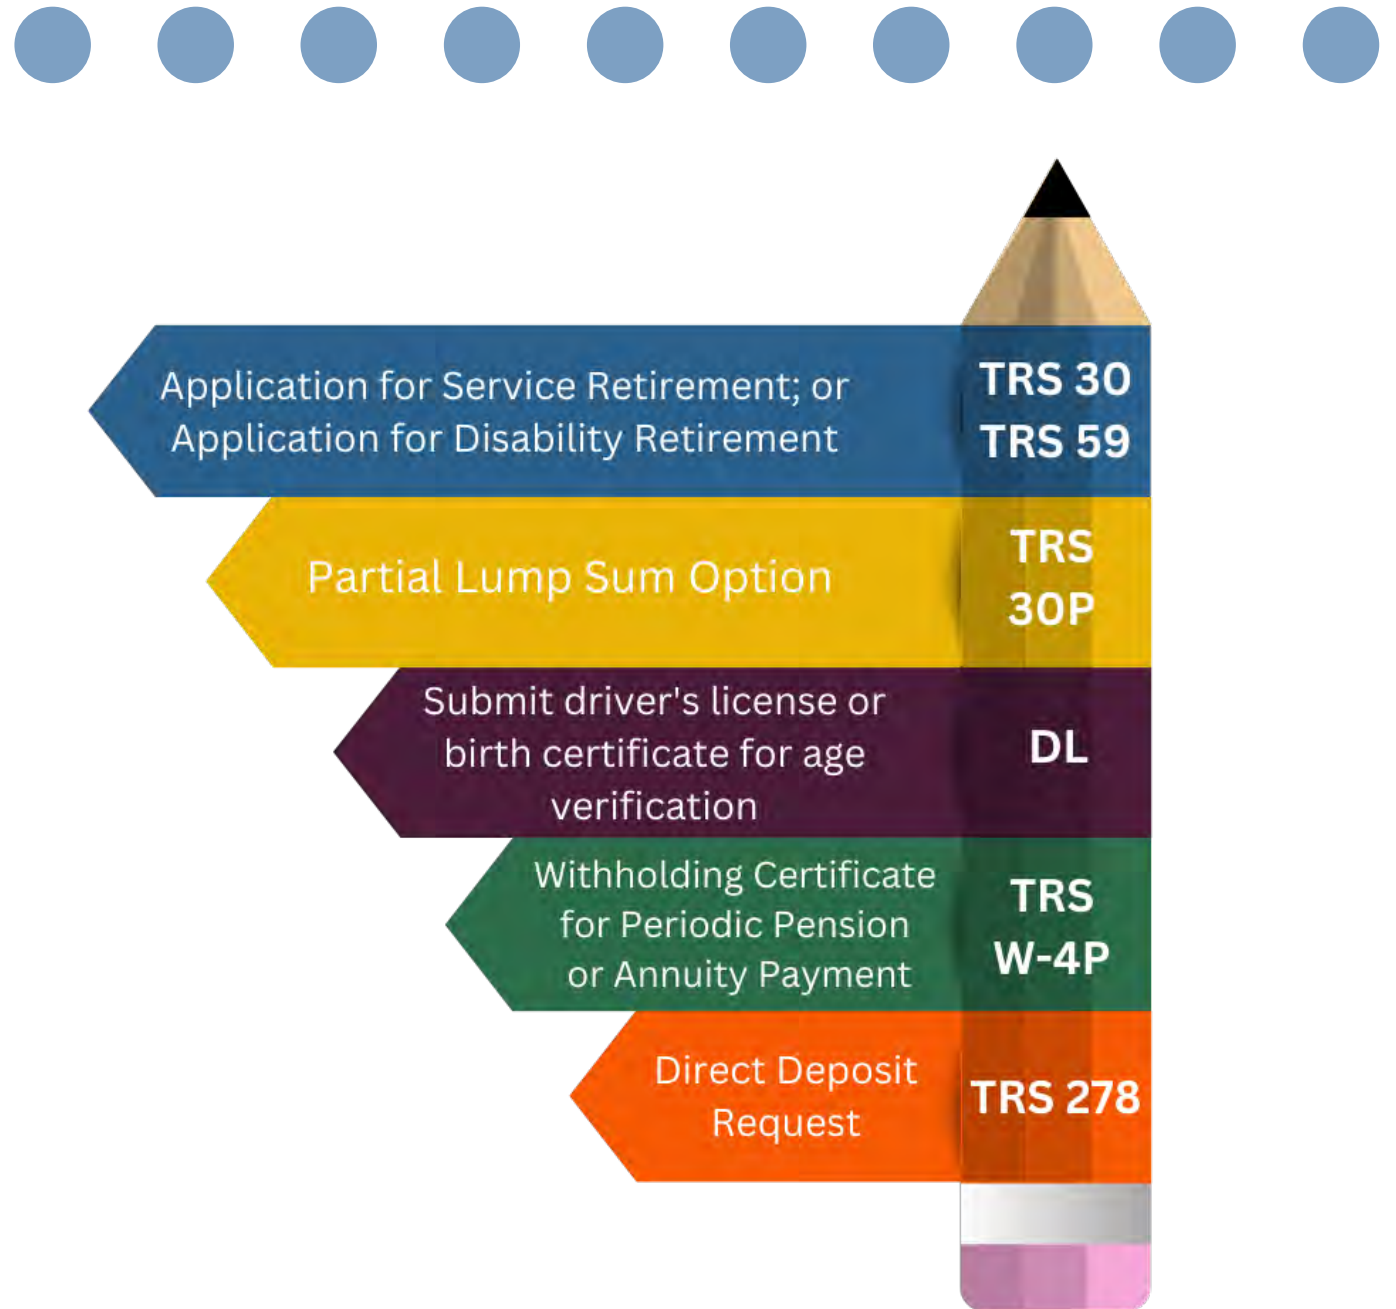 Application for Service Retirement; or
Application for Disability Retirement
TRS 30
TRS 59
Partial Lump Sum Option
TRS
30P
Submit driver's license or
birth certificate for age
verification
DL
Withholding Certificate
for Periodic Pension
or Annuity Payment
TRS
W-4P
Direct Deposit
Request
TRS 278